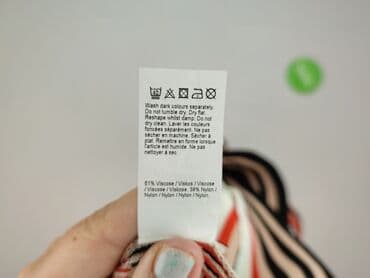 Wash dark colours separately.
Do not tumble dry. Dry flat.
Reshape whilst damp. Do not
dry clean. Laver les couleurs
foncées séparément. Ne pas
sécher en machine. Sécher à
plat. Remettre en forme lorsque
l'article est humide. Ne pas
nettoyer à sec.
61% Viscose / Viskos / Viscose
/ Viscose / Viscose, 39% Nylon /
Nylon / Nylon / Nylon / Nylon